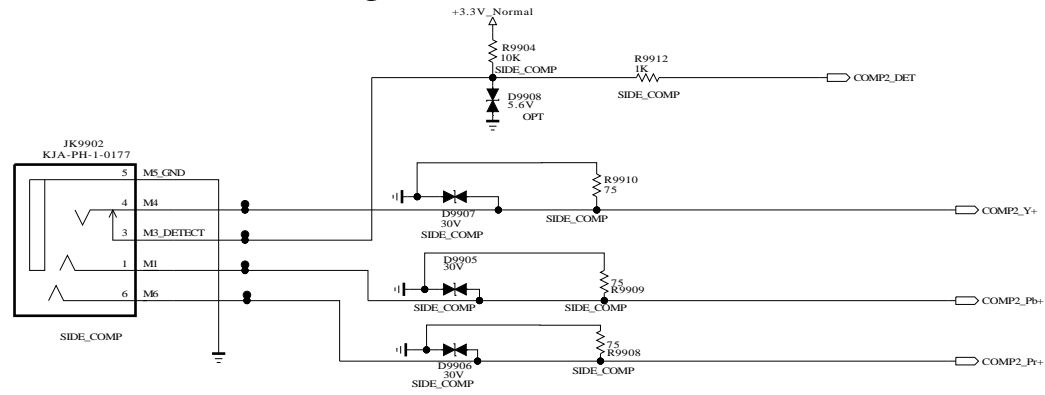 +3.3V_Normal
R9904
10K
SIDE_COMP
R9912
1K
SIDE_COMP
COMP2_DET
D9908
5.6V
OPT
JK9902
KJA-PH-1-0177
5 M5_GND
4 M4
3 M3_DETECT
1 M1
6 M6
SIDE_COMP
R9910
75
SIDE_COMP
D9907
30V
SIDE_COMP
COMP2_Y+
D9905
30V
SIDE_COMP
75
R9909
SIDE_COMP
COMP2_Pb+
75
R9908
SIDE_COMP
D9906
30V
SIDE_COMP
COMP2_Pr+